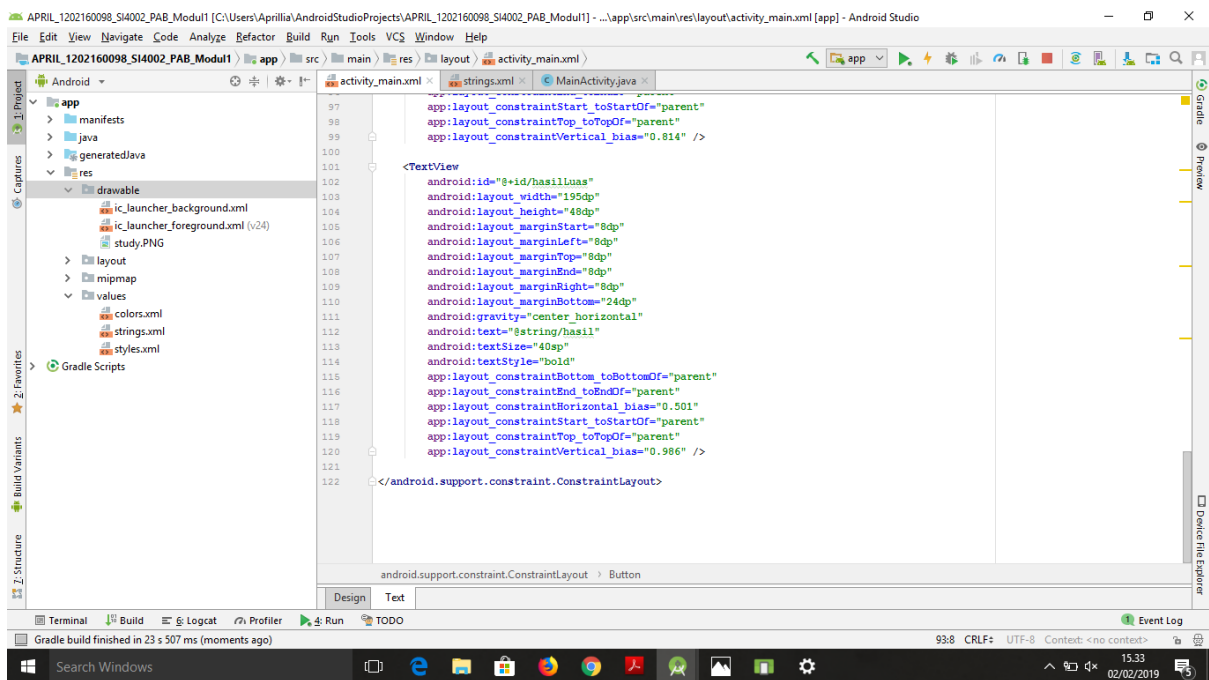 APRIL_1202160098_SI4002_PAB_Modul1 [C:\Users\Aprillia\AndroidStudioProjects\APRIL_1202160098_SI4002_PAB_Modul1] - ...\app\src\main\res\layout\activity_main.xml [app] - Android Studio
File Edit View Navigate Code Analyze Refactor Build Run Tools VCS Window Help
APRIL_1202160098_SI4002_PAB_Modul1 app src main res layout activity_main.xml
app
Android
activity_main.xml
strings.xml
MainActivity.java
1: Project
Captures
2: Favorites
Build Variants
7: Structure
app
manifests
java
generatedJava
res
drawable
ic_launcher_background.xml
ic_launcher_foreground.xml (v24)
study.PNG
layout
mipmap
values
colors.xml
strings.xml
styles.xml
Gradle Scripts
97 app:layout_constraintStart_toStartOf="parent"
98 app:layout_constraintTop_toTopOf="parent"
99 app:layout_constraintVertical_bias="0.814" />
100
101 <TextView
102 android:id="@+id/hasilLuas"
103 android:layout_width="195dp"
104 android:layout_height="48dp"
105 android:layout_marginStart="8dp"
106 android:layout_marginLeft="8dp"
107 android:layout_marginTop="8dp"
108 android:layout_marginEnd="8dp"
109 android:layout_marginRight="8dp"
110 android:layout_marginBottom="24dp"
111 android:gravity="center_horizontal"
112 android:text="@string/hasil"
113 android:textSize="40sp"
114 android:textStyle="bold"
115 app:layout_constraintBottom_toBottomOf="parent"
116 app:layout_constraintEnd_toEndOf="parent"
117 app:layout_constraintHorizontal_bias="0.501"
118 app:layout_constraintStart_toStartOf="parent"
119 app:layout_constraintTop_toTopOf="parent"
120 app:layout_constraintVertical_bias="0.986" />
121
122 </android.support.constraint.ConstraintLayout>
Gradle
Preview
Device File Explorer
android.support.constraint.ConstraintLayout > Button
Design Text
Terminal Build 6: Logcat Profiler 4: Run TODO
1 Event Log
Gradle build finished in 23 s 507 ms (moments ago)
93:8 CRLF UTF-8 Context: <no context>
Search Windows
15.33
02/02/2019
5